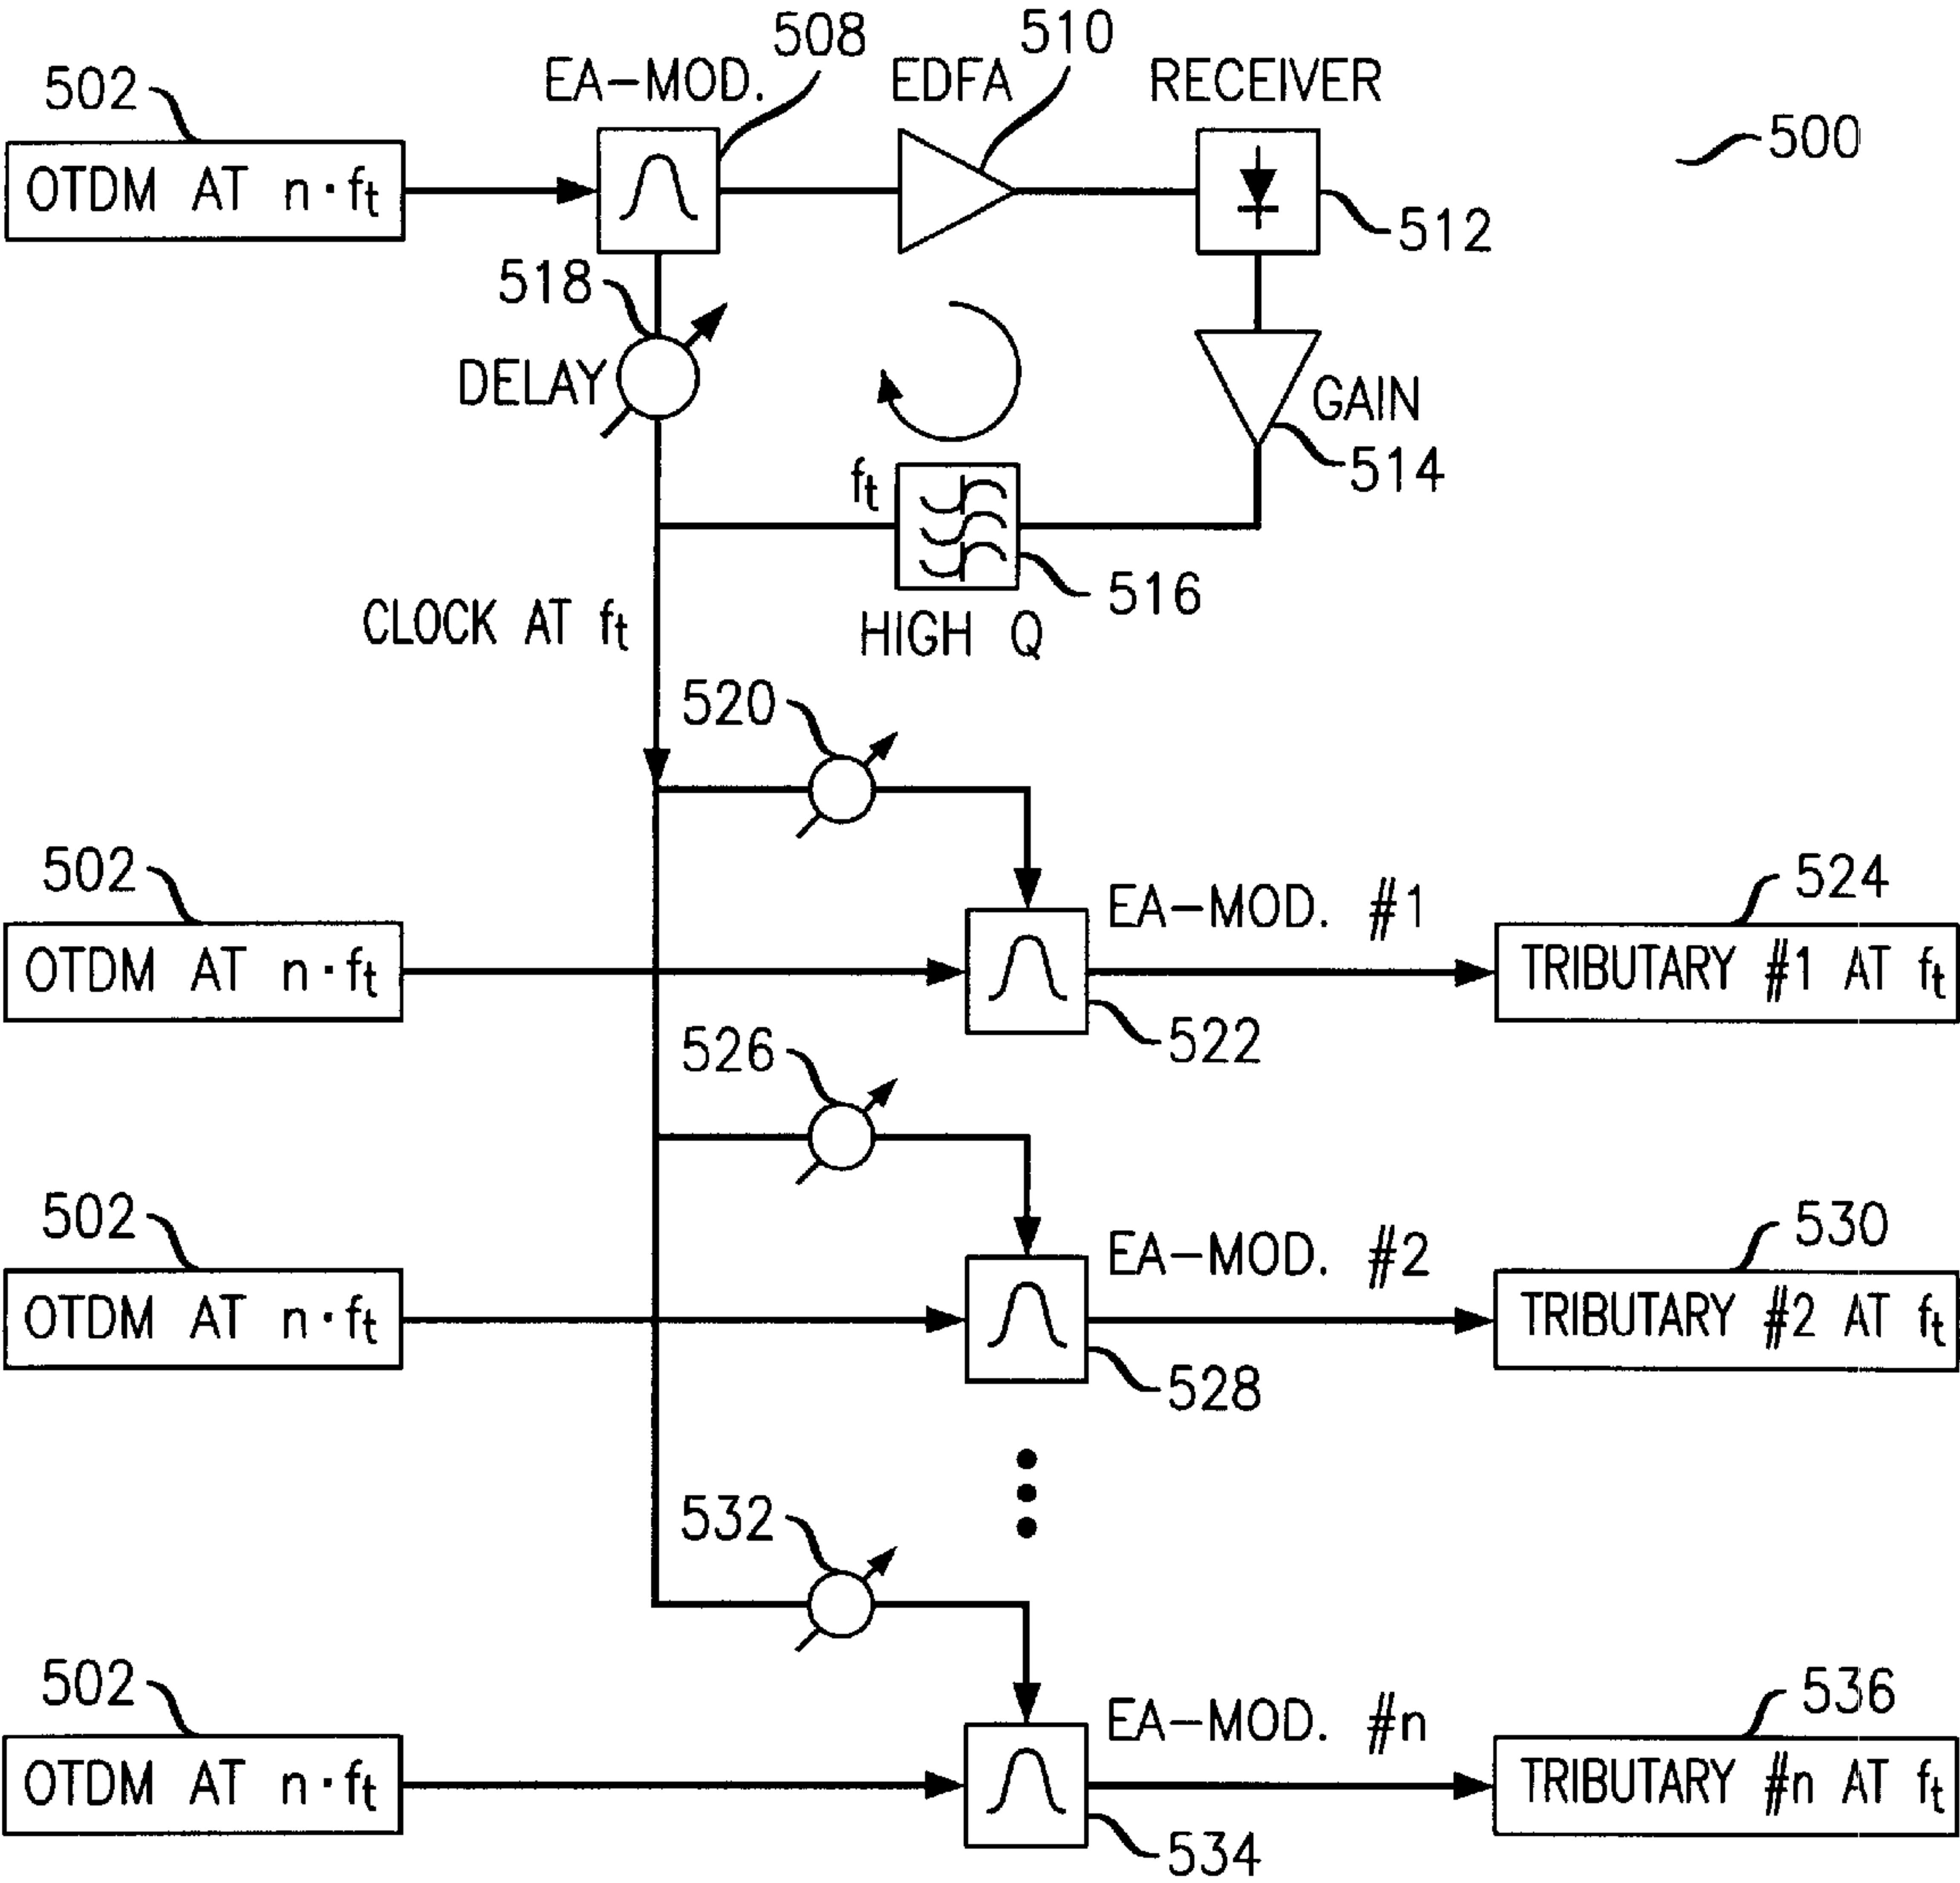 508
510
502
EA-MOD.
EDFA
RECEIVER
500
OTDM AT n·ft
512
518
DELAY
GAIN
514
ft
516
CLOCK AT ft
HIGH Q
520
502
EA-MOD. #1
524
OTDM AT n·ft
TRIBUTARY #1 AT ft
522
526
502
EA-MOD. #2
530
OTDM AT n·ft
TRIBUTARY #2 AT ft
528
532
502
EA-MOD. #n
536
OTDM AT n·ft
TRIBUTARY #n AT ft
534